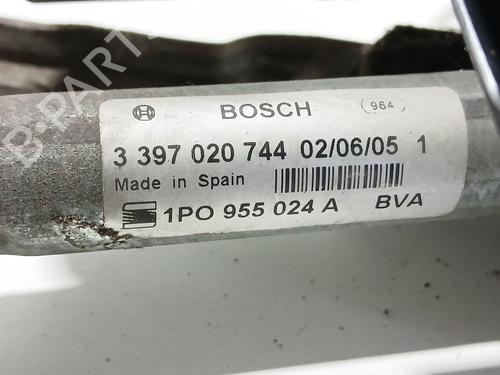 BOSCH (964)
3 397 020 744 02/06/05 1
Made in Spain
1PO 955 024 A BVA
B-PARTS